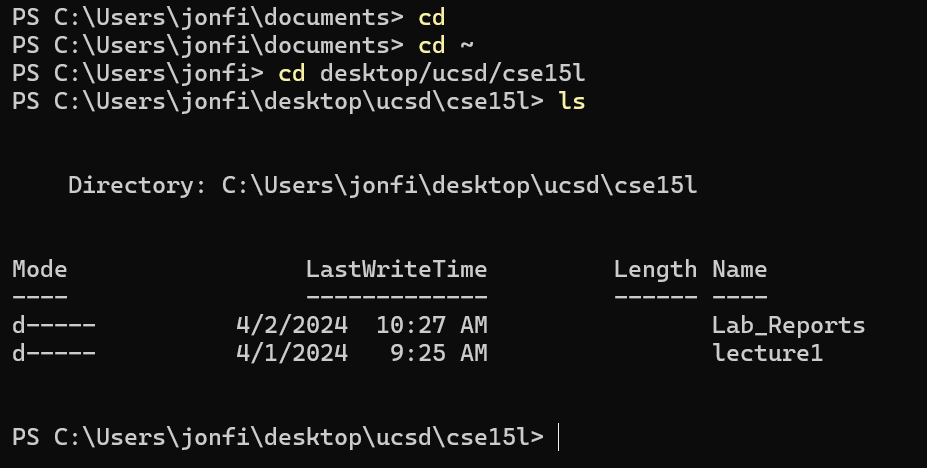 PS C:\Users\jonfi\documents> cd
PS C:\Users\jonfi\documents> cd ~
PS C:\Users\jonfi> cd desktop/ucsd/cse15l
PS C:\Users\jonfi\desktop\ucsd\cse15l> ls
Directory: C:\Users\jonfi\desktop\ucsd\cse15l
Mode                 LastWriteTime         Length Name
----                 -------------         ------ ----
d-----          4/2/2024  10:27 AM                Lab_Reports
d-----          4/1/2024   9:25 AM                lecture1
PS C:\Users\jonfi\desktop\ucsd\cse15l>